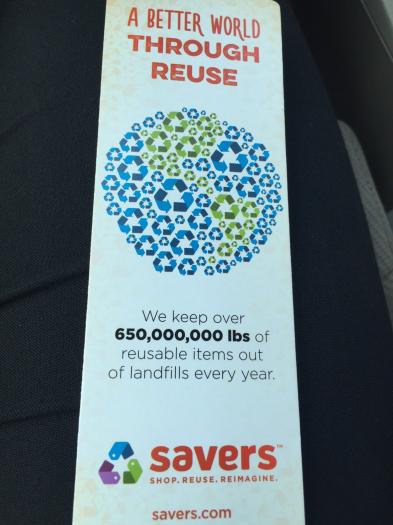 A BETTER WORLD
THROUGH
REUSE
We keep over
650,000,000 lbs of
reusable items out
of landfills every year.
savers™
SHOP. REUSE. REIMAGINE.
savers.com